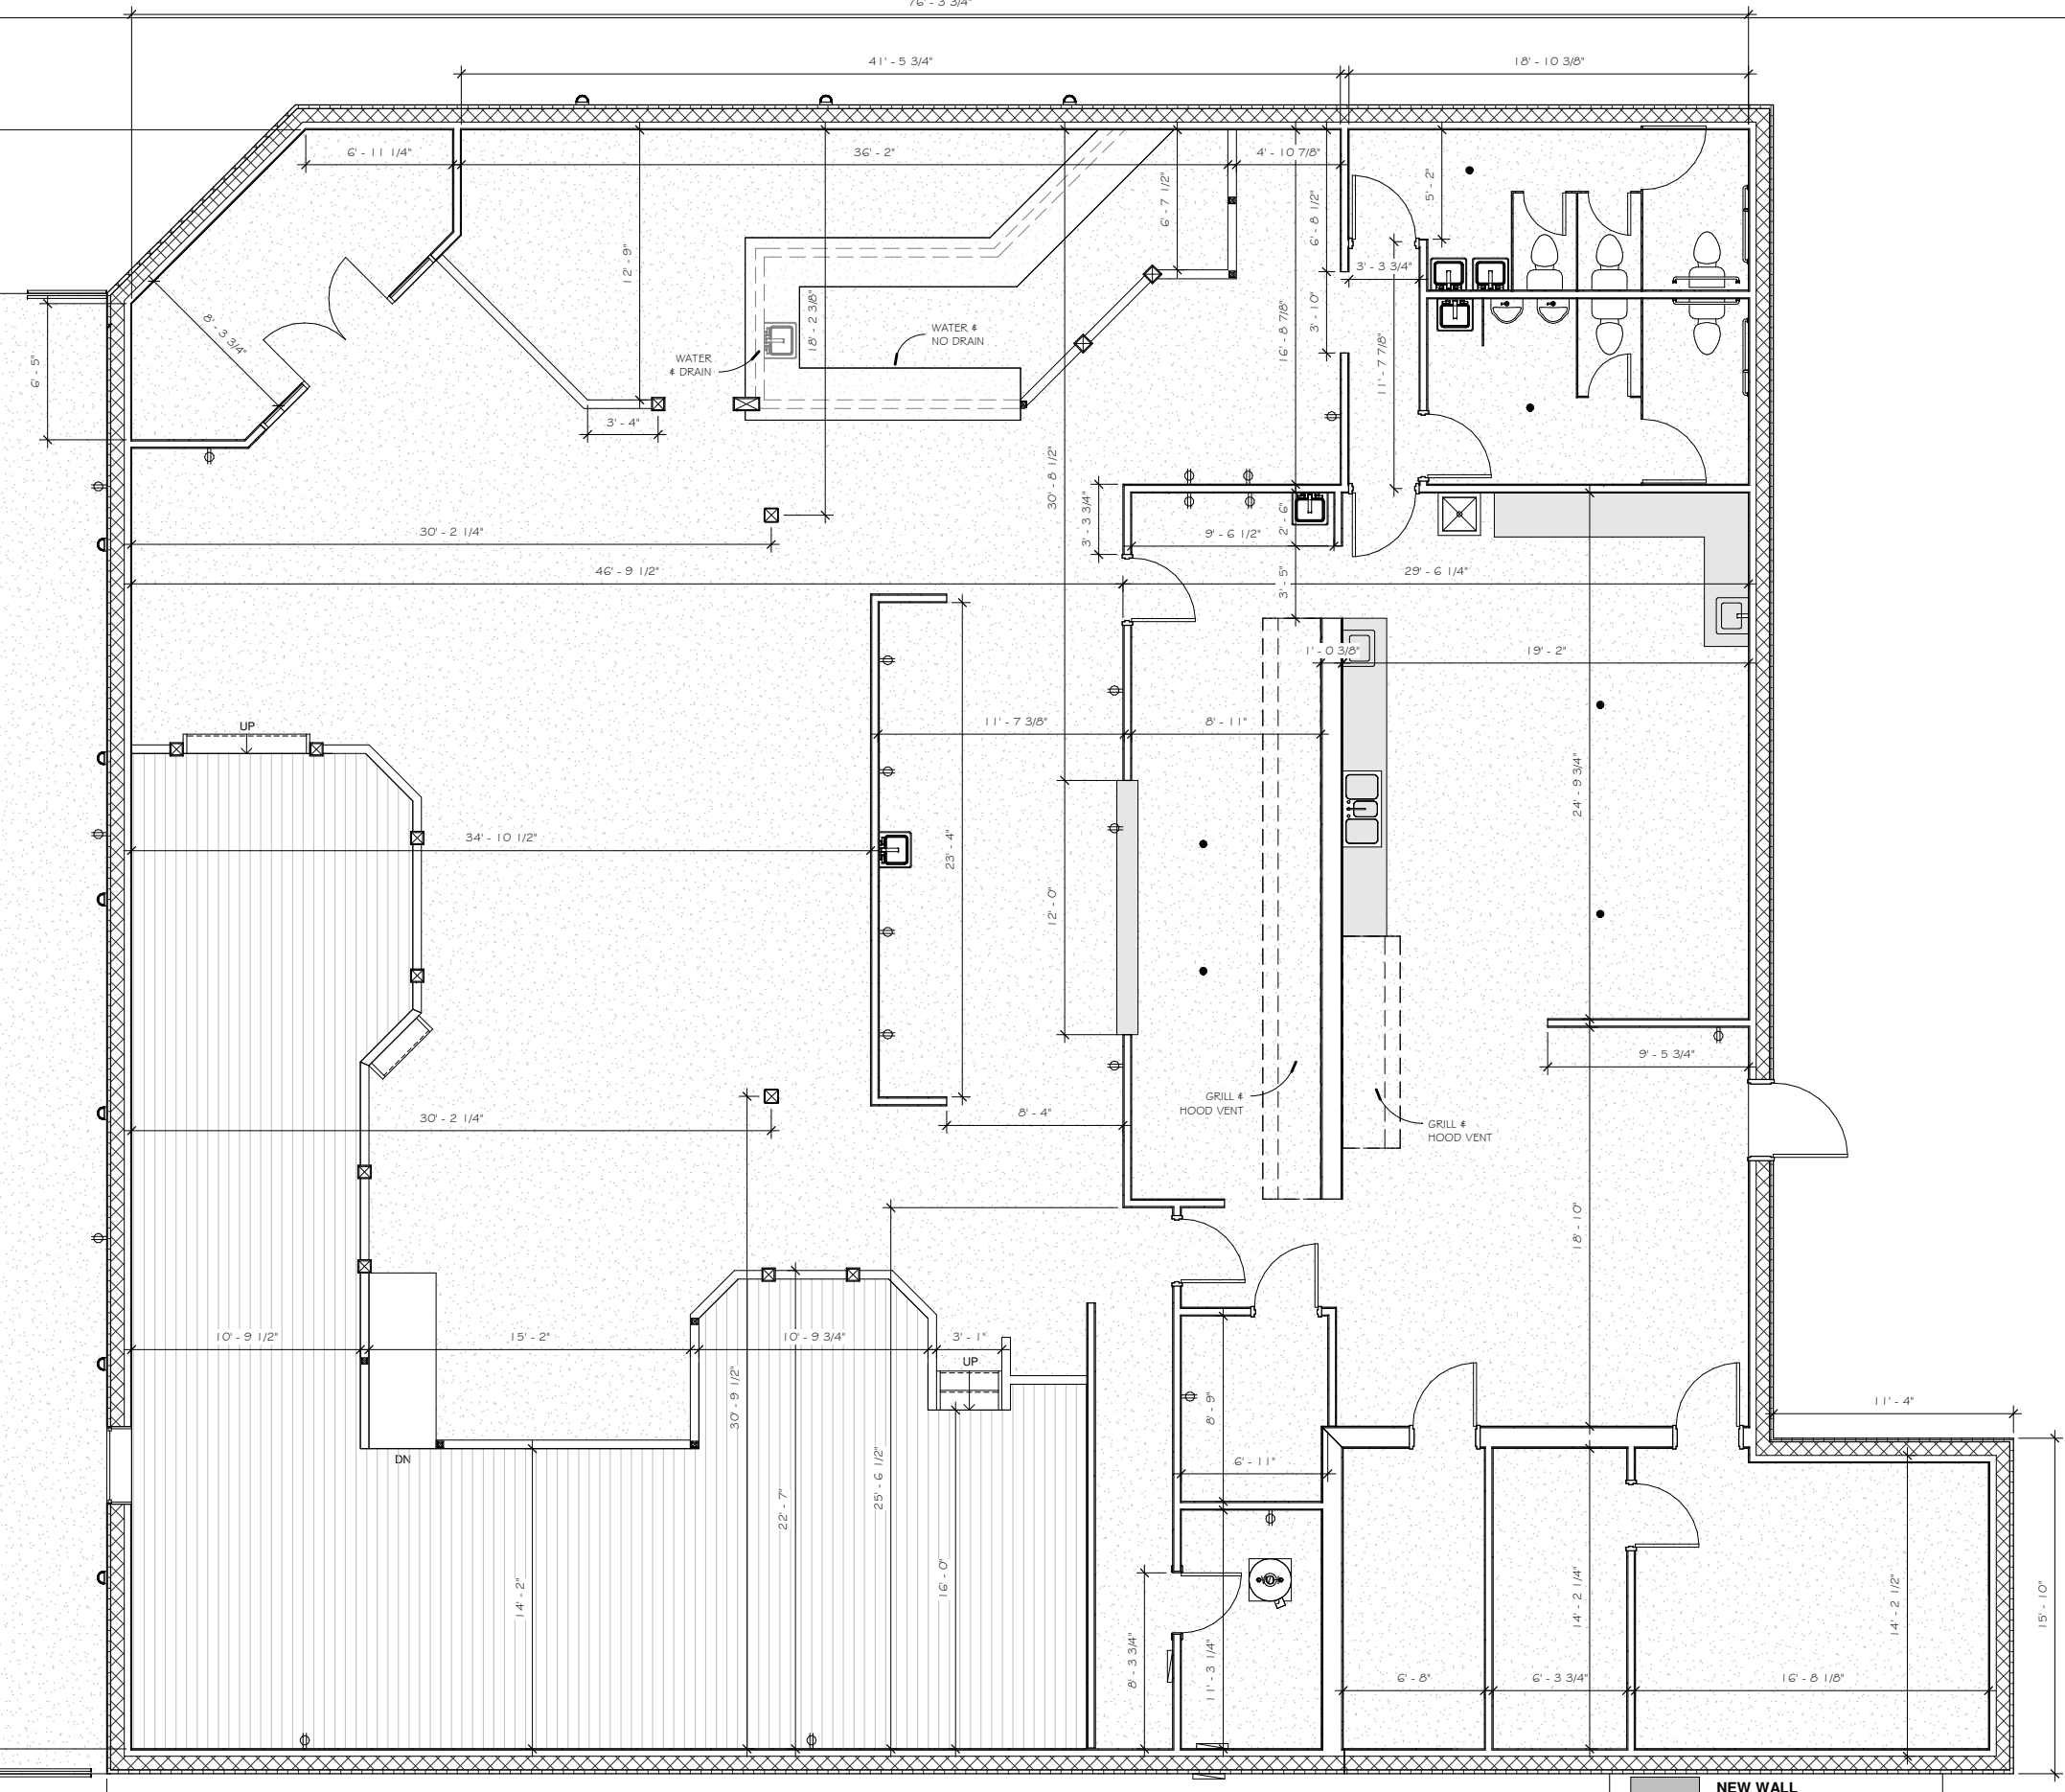 76' - 3 3/4"
41' - 5 3/4"
18' - 10 3/8"
6' - 11 1/4"
36' - 2"
4' - 10 7/8"
5' - 2"
6' - 7 1/2"
6' - 8 1/2"
12' - 9"
3' - 3 3/4"
18' - 2 3/8"
16' - 8 7/8"
3' - 10"
8' - 3 3/4"
WATER &
NO DRAIN
WATER
& DRAIN
11' - 7 7/8"
6' - 5"
3' - 4"
30' - 8 1/2"
3' - 3 3/4"
30' - 2 1/4"
9' - 6 1/2"
2' - 6"
46' - 9 1/2"
3' - 5"
29' - 6 1/4"
1' - 0 3/8"
19' - 2"
UP
11' - 7 3/8"
8' - 11"
24' - 9 3/4"
34' - 10 1/2"
23' - 4"
12' - 0"
9' - 5 3/4"
GRILL &
HOOD VENT
30' - 2 1/4"
8' - 4"
GRILL &
HOOD VENT
18' - 10"
10' - 9 1/2"
15' - 2"
10' - 9 3/4"
3' - 1"
UP
30' - 9 1/2"
8' - 9"
11' - 4"
DN
6' - 11"
22' - 7"
25' - 6 1/2"
14' - 2"
16' - 0"
14' - 2 1/4"
14' - 2 1/2"
15' - 10"
8' - 3 3/4"
11' - 3 1/4"
6' - 8"
6' - 3 3/4"
16' - 8 1/8"
NEW WALL